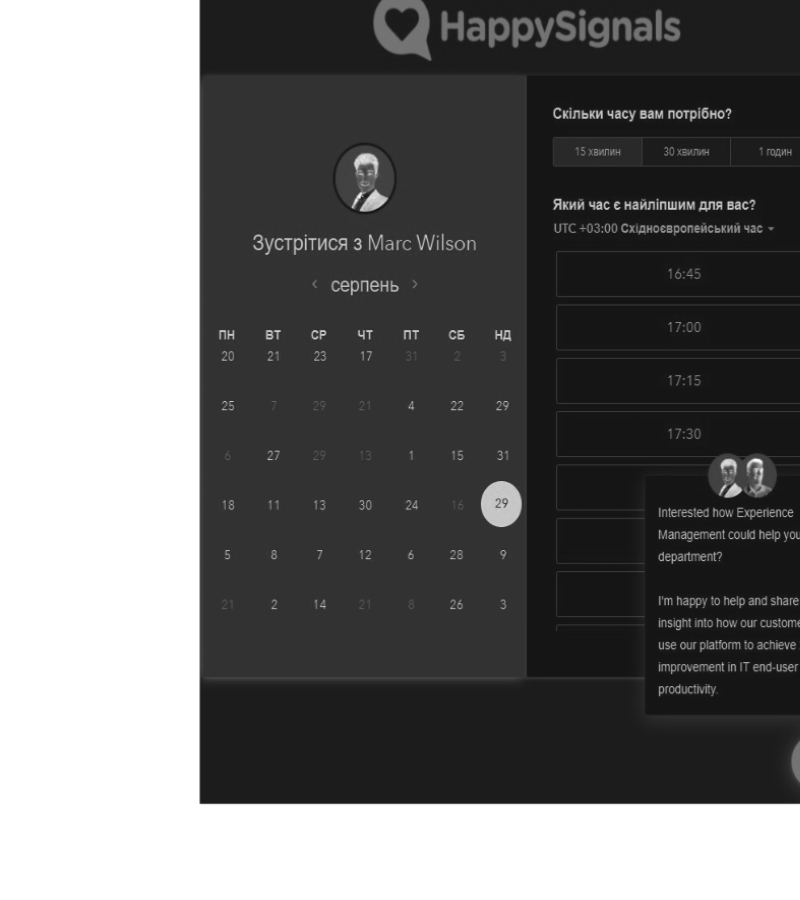 HappySignals
Зустрітися з Marc Wilson
‹ серпень ›
ПН ВТ СР ЧТ ПТ СБ НД
20 21 23 17 31 2 3
25 7 29 21 4 22 29
6 27 29 13 1 15 31
18 11 13 30 24 16 29
5 8 7 12 6 28 9
21 2 14 21 8 26 3
Скільки часу вам потрібно?
15 хвилин 30 хвилин 1 годин
Який час є найліпшим для вас?
UTC +03:00 Східноєвропейський час
16:45
17:00
17:15
17:30
Interested how Experience
Management could help you
department?
I'm happy to help and share
insight into how our custome
use our platform to achieve
improvement in IT end-user
productivity.